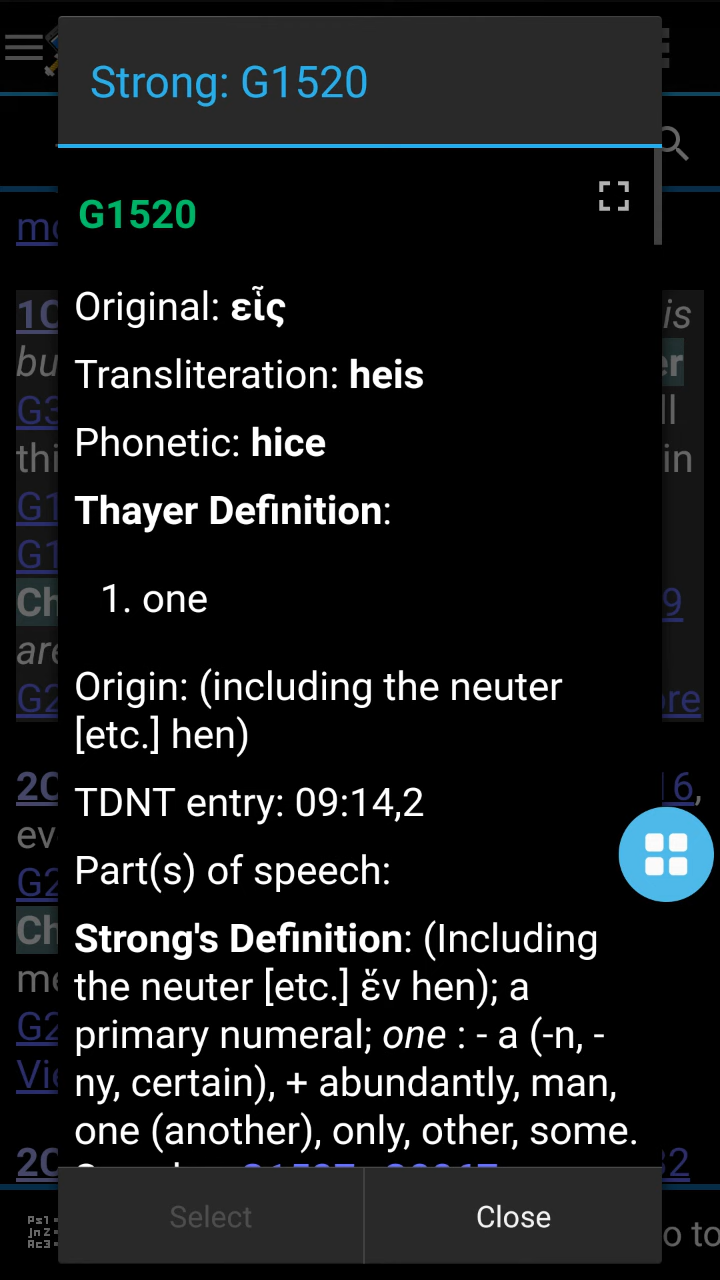 Strong: G1520
G1520
Original: εἷς
Transliteration: heis
Phonetic: hice
Thayer Definition:
1. one
Origin: (including the neuter
[etc.] hen)
TDNT entry: 09:14,2
Part(s) of speech:
Strong's Definition: (Including
the neuter [etc.] ἕν hen); a
primary numeral; one : - a (-n, -
ny, certain), + abundantly, man,
one (another), only, other, some.
Select
Close
is
in